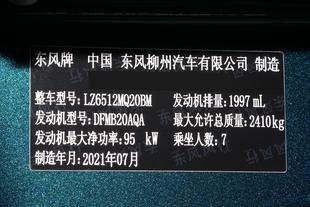 东风牌 中国 东风柳州汽车有限公司 制造
整车型号: LZ6512MQ20BM 发动机排量: 1997 mL
发动机型号: DFMB20AQA 最大允许总质量: 2410kg
发动机最大净功率: 95 kW 乘坐人数: 7
制造年月: 2021年07月